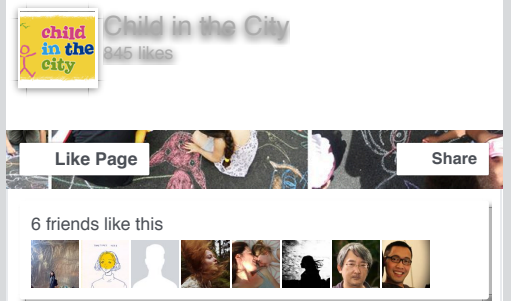 Child in the City
child
in the
city
845 likes
Like Page
Share
6 friends like this